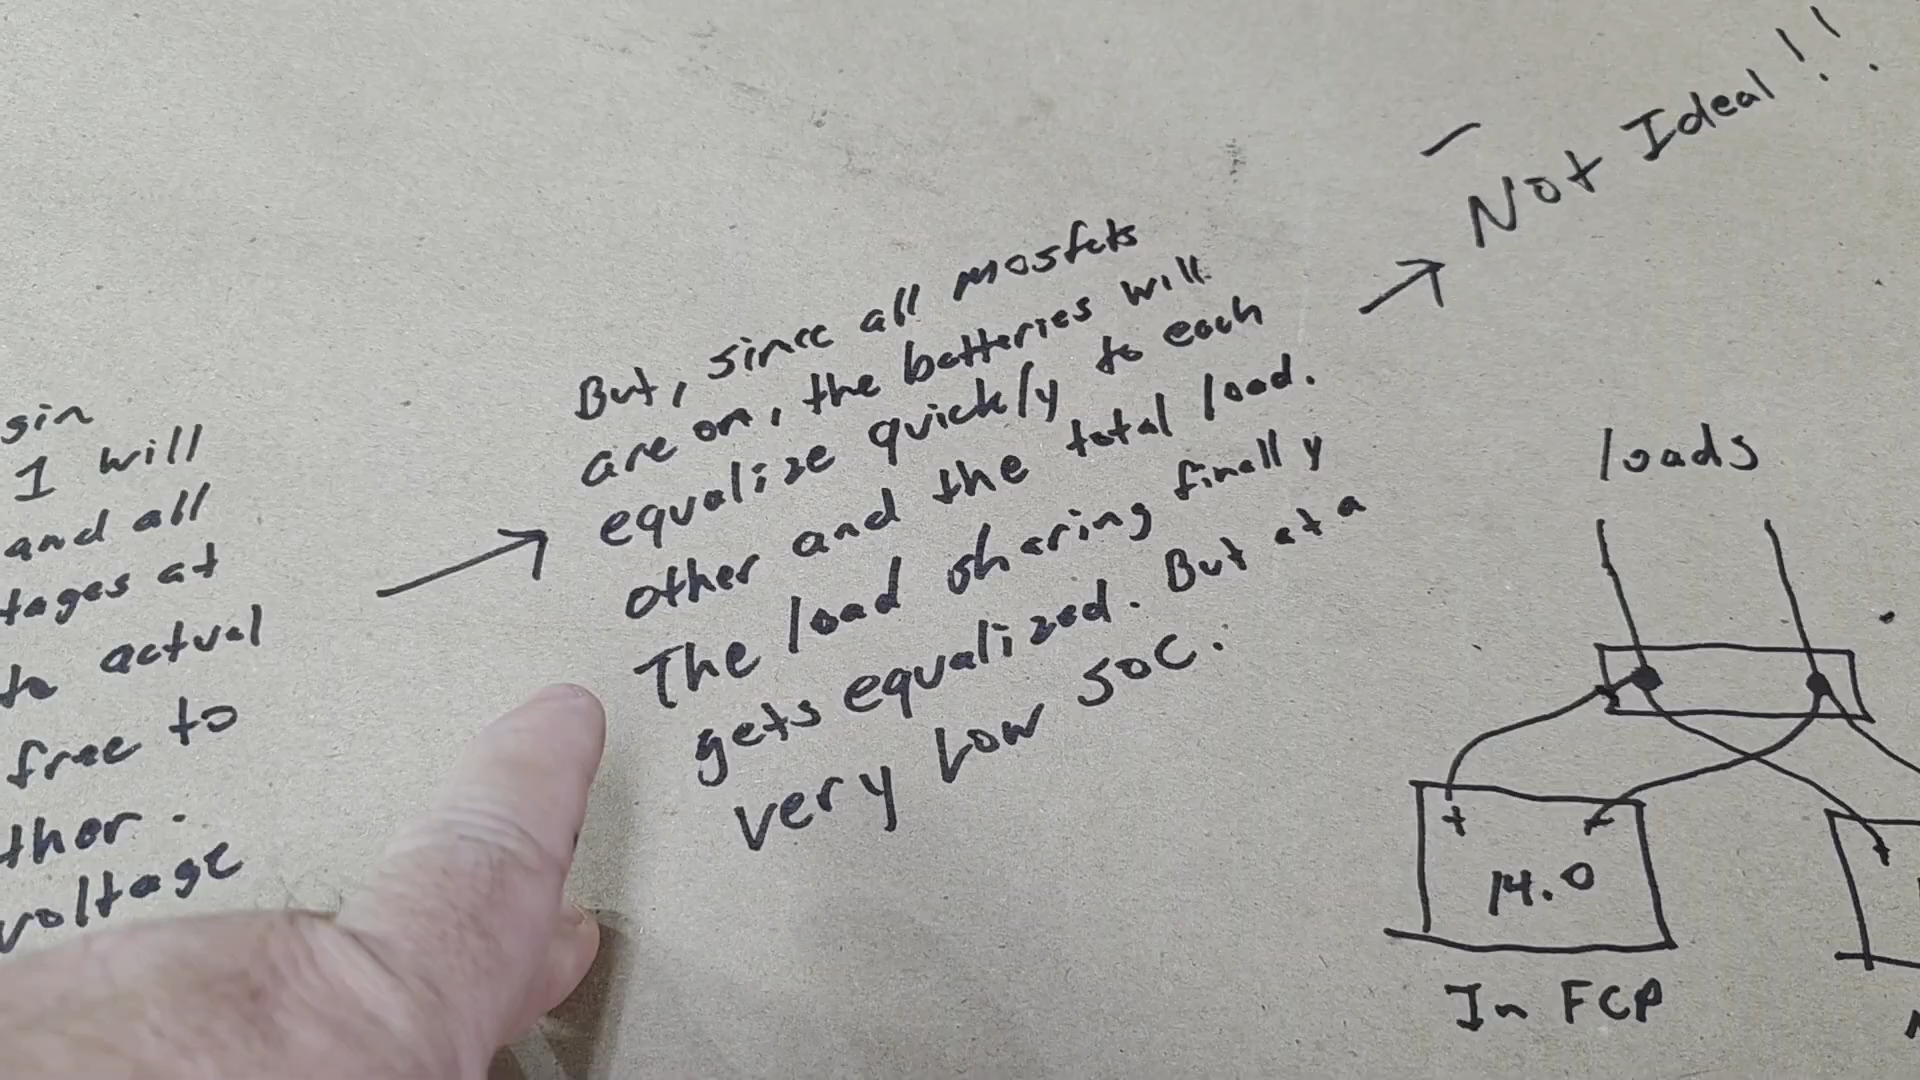 sin
I will
and all
tages at
to actual
free to
ther.
voltage
But, since all mosfets
are on, the batteries will
equalize quickly to each
other and the total load.
The load sharing finally
gets equalized. But at a
very low SOC.
Not Ideal!!
loads
+ -
14.0
In FCP
+